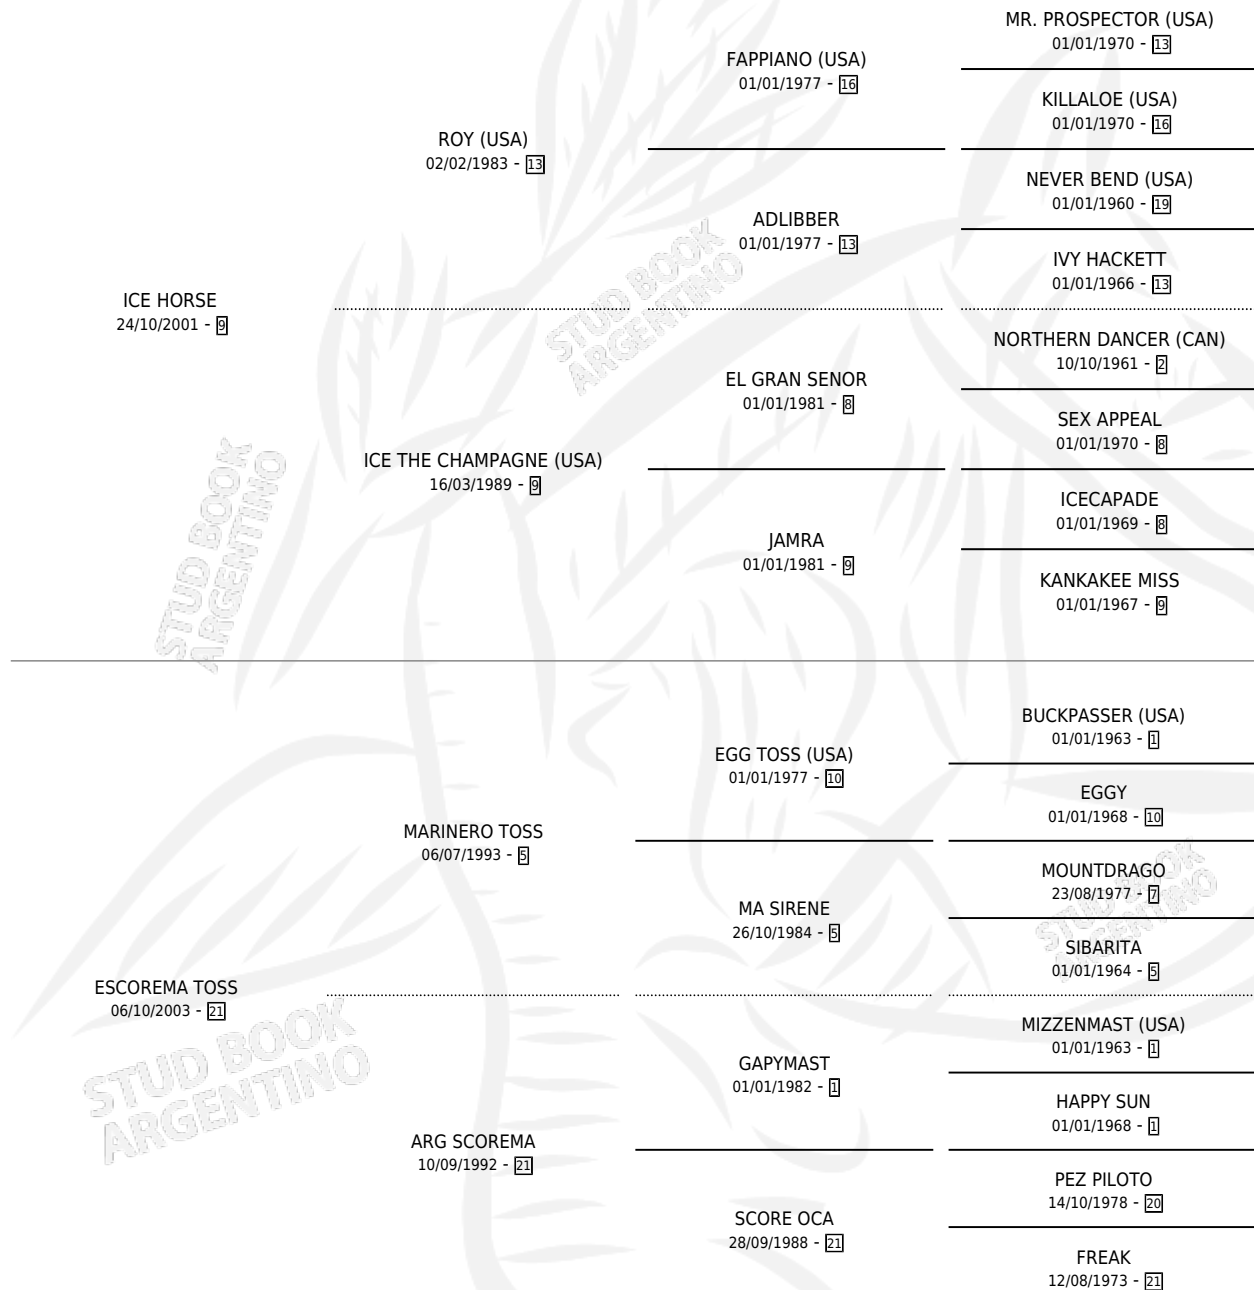 MR. PROSPECTOR (USA)
01/01/1970 - 13
FAPPIANO (USA)
01/01/1977 - 16
KILLALOE (USA)
01/01/1970 - 16
ROY (USA)
02/02/1983 - 13
NEVER BEND (USA)
01/01/1960 - 19
ADLIBBER
01/01/1977 - 13
IVY HACKETT
01/01/1966 - 13
ICE HORSE
24/10/2001 - 9
NORTHERN DANCER (CAN)
10/10/1961 - 2
EL GRAN SENOR
01/01/1981 - 8
SEX APPEAL
01/01/1970 - 8
ICE THE CHAMPAGNE (USA)
16/03/1989 - 9
ICECAPADE
01/01/1969 - 8
JAMRA
01/01/1981 - 9
KANKAKEE MISS
01/01/1967 - 9
BUCKPASSER (USA)
01/01/1963 - 1
EGG TOSS (USA)
01/01/1977 - 10
EGGY
01/01/1968 - 10
MARINERO TOSS
06/07/1993 - 5
MOUNTDRAGO
23/08/1977 - 7
MA SIRENE
26/10/1984 - 5
SIBARITA
01/01/1964 - 5
ESCOREMA TOSS
06/10/2003 - 21
MIZZENMAST (USA)
01/01/1963 - 1
GAPYMAST
01/01/1982 - 1
HAPPY SUN
01/01/1968 - 1
ARG SCOREMA
10/09/1992 - 21
PEZ PILOTO
14/10/1978 - 20
SCORE OCA
28/09/1988 - 21
FREAK
12/08/1973 - 21
STUD BOOK
ARGENTINO
STUD BOOK
ARGENTINO
STUD BOOK
ARGENTINO
STUD BOOK
ARGENTINO